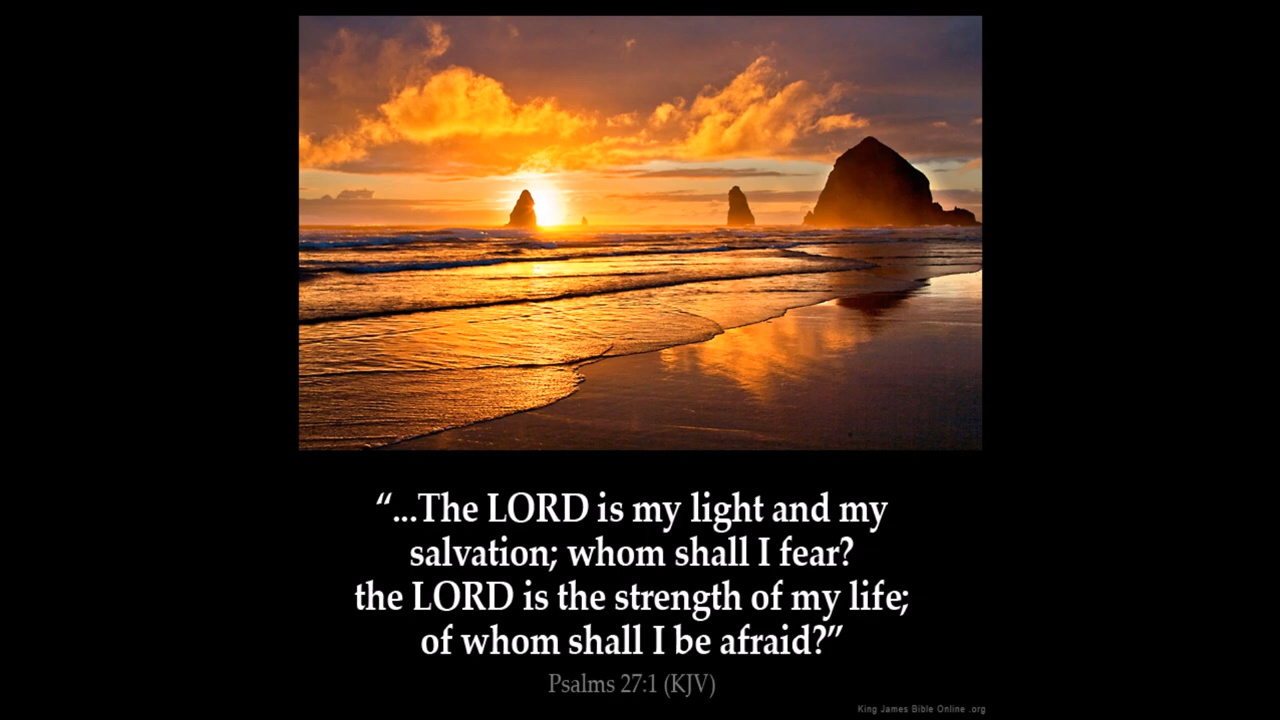 “...The LORD is my light and my
salvation; whom shall I fear?
the LORD is the strength of my life;
of whom shall I be afraid?”
Psalms 27:1 (KJV)
King James Bible Online .org